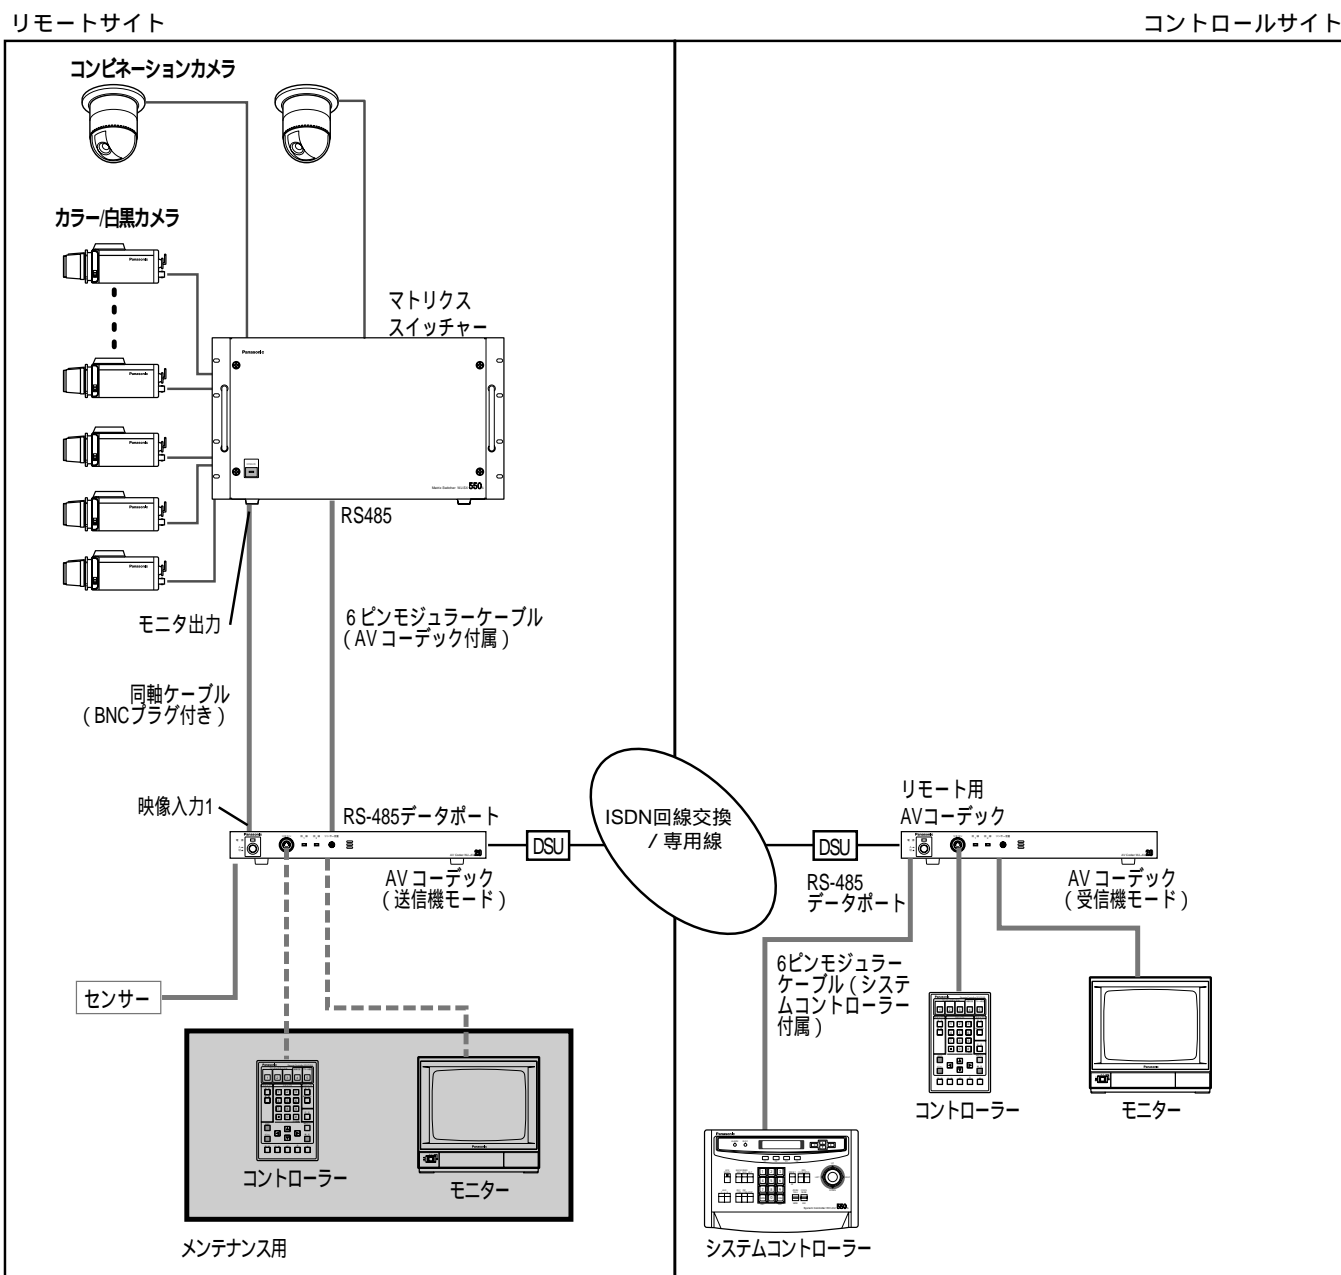 リモートサイト
コントロールサイト
コンビネーションカメラ
カラー/白黒カメラ
マトリクス
スイッチャー
Panasonic
550
RS485
モニタ出力
6ピンモジュラーケーブル
（AVコーデック付属）
同軸ケーブル
（BNCプラグ付き）
映像入力1
RS-485データポート
DSU
AVコーデック
（送信機モード）
ISDN回線交換
/ 専用線
リモート用
AVコーデック
DSU
RS-485
データポート
AVコーデック
（受信機モード）
センサー
6ピンモジュラー
ケーブル（システ
ムコントローラー
付属）
コントローラー
モニター
コントローラー
モニター
メンテナンス用
550
システムコントローラー